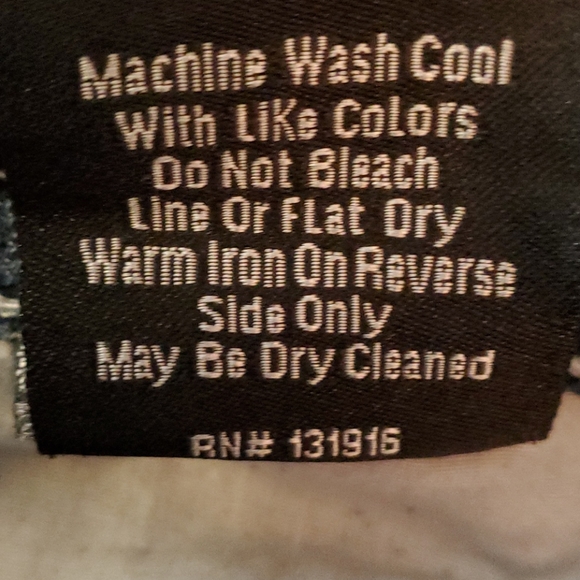 Machine Wash Cool
With Like Colors
Do Not Bleach
Line Or Flat Dry
Warm Iron On Reverse
Side Only
May Be Dry Cleaned
RN# 131916